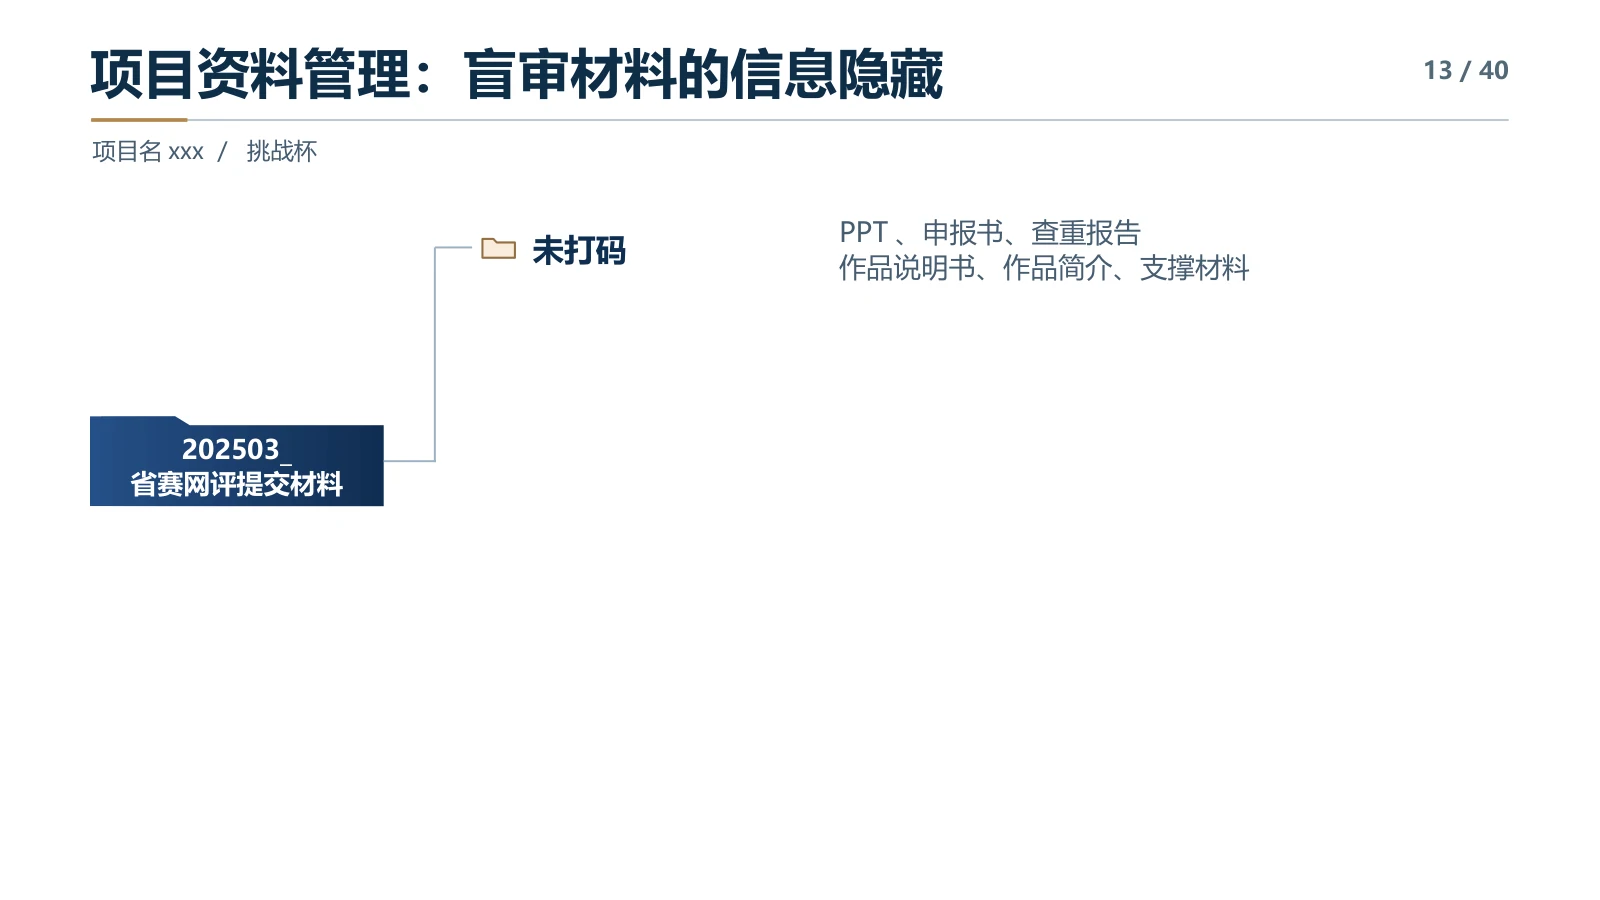 项目资料管理：盲审材料的信息隐藏
13 / 40
项目名 xxx / 挑战杯
未打码
PPT 、申报书、查重报告
作品说明书、作品简介、支撑材料
202503_
省赛网评提交材料